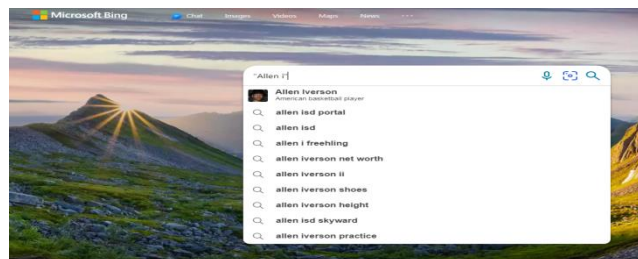 Microsoft Bing Chat Images Videos Maps News ...
"Allen i"
Allen Iverson
American basketball player
allen isd portal
allen isd
allen i freehling
allen iverson net worth
allen iverson ii
allen iverson shoes
allen iverson height
allen isd skyward
allen iverson practice